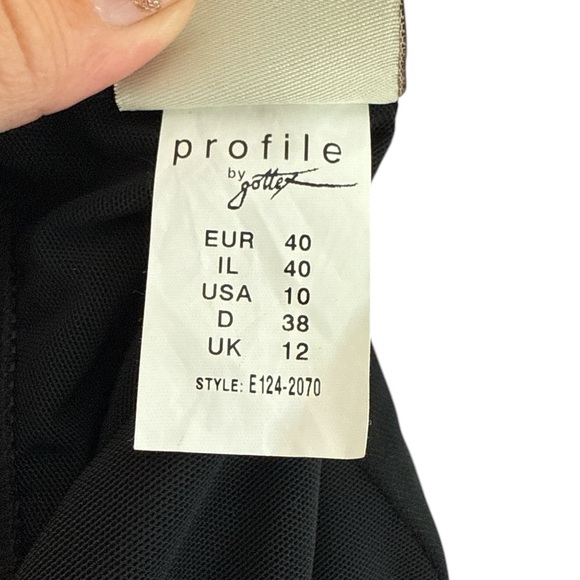 profile
by gottex
EUR 40
IL 40
USA 10
D 38
UK 12
STYLE: E124-2070